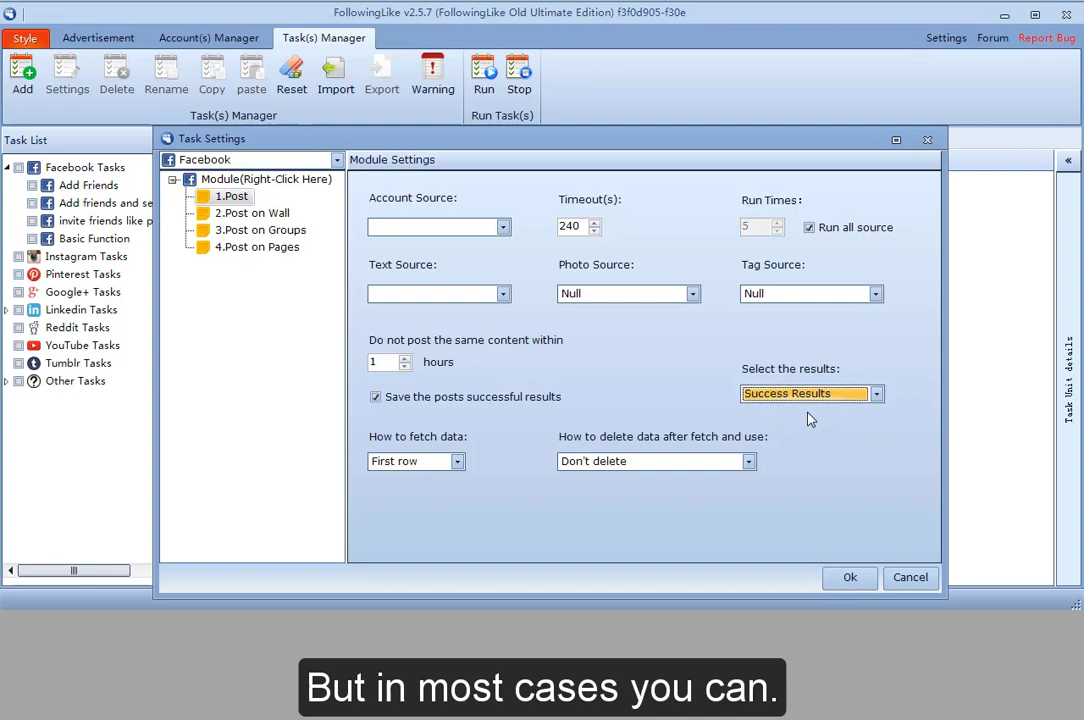 FollowingLike v2.5.7 (FollowingLike Old Ultimate Edition) f3f0d905-f30e
Style Advertisement Account(s) Manager Task(s) Manager Settings Forum Report Bug
Add Settings Delete Rename Copy paste Reset Import Export Warning Run Stop
Task(s) Manager Run Task(s)
Task List
Facebook Tasks
Add Friends
Add friends and se
invite friends like p
Basic Function
Instagram Tasks
Pinterest Tasks
Google+ Tasks
Linkedin Tasks
Reddit Tasks
YouTube Tasks
Tumblr Tasks
Other Tasks
Task Settings
Facebook
Module(Right-Click Here)
1.Post
2.Post on Wall
3.Post on Groups
4.Post on Pages
Module Settings
Account Source: Timeout(s): Run Times:
240 5 Run all source
Text Source: Photo Source: Tag Source:
Null Null
Do not post the same content within
1 hours
Select the results:
Save the posts successful results
Success Results
How to fetch data: How to delete data after fetch and use:
First row Don't delete
Ok Cancel
Task Unit details
But in most cases you can.